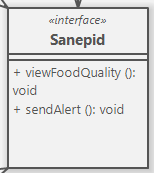 «interface»
Sanepid
+ viewFoodQuality ():
void
+ sendAlert (): void